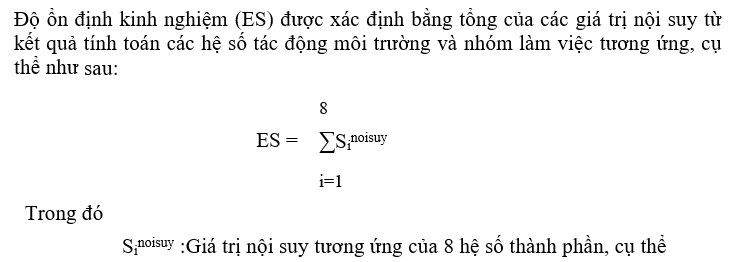 Độ ổn định kinh nghiệm (ES) được xác định bằng tổng của các giá trị nội suy từ
kết quả tính toán các hệ số tác động môi trường và nhóm làm việc tương ứng, cụ
thể như sau:
8
ES = ∑Sᵢⁿᵒⁱˢᵘʸ
i=1
Trong đó
Sᵢⁿᵒⁱˢᵘʸ :Giá trị nội suy tương ứng của 8 hệ số thành phần, cụ thể